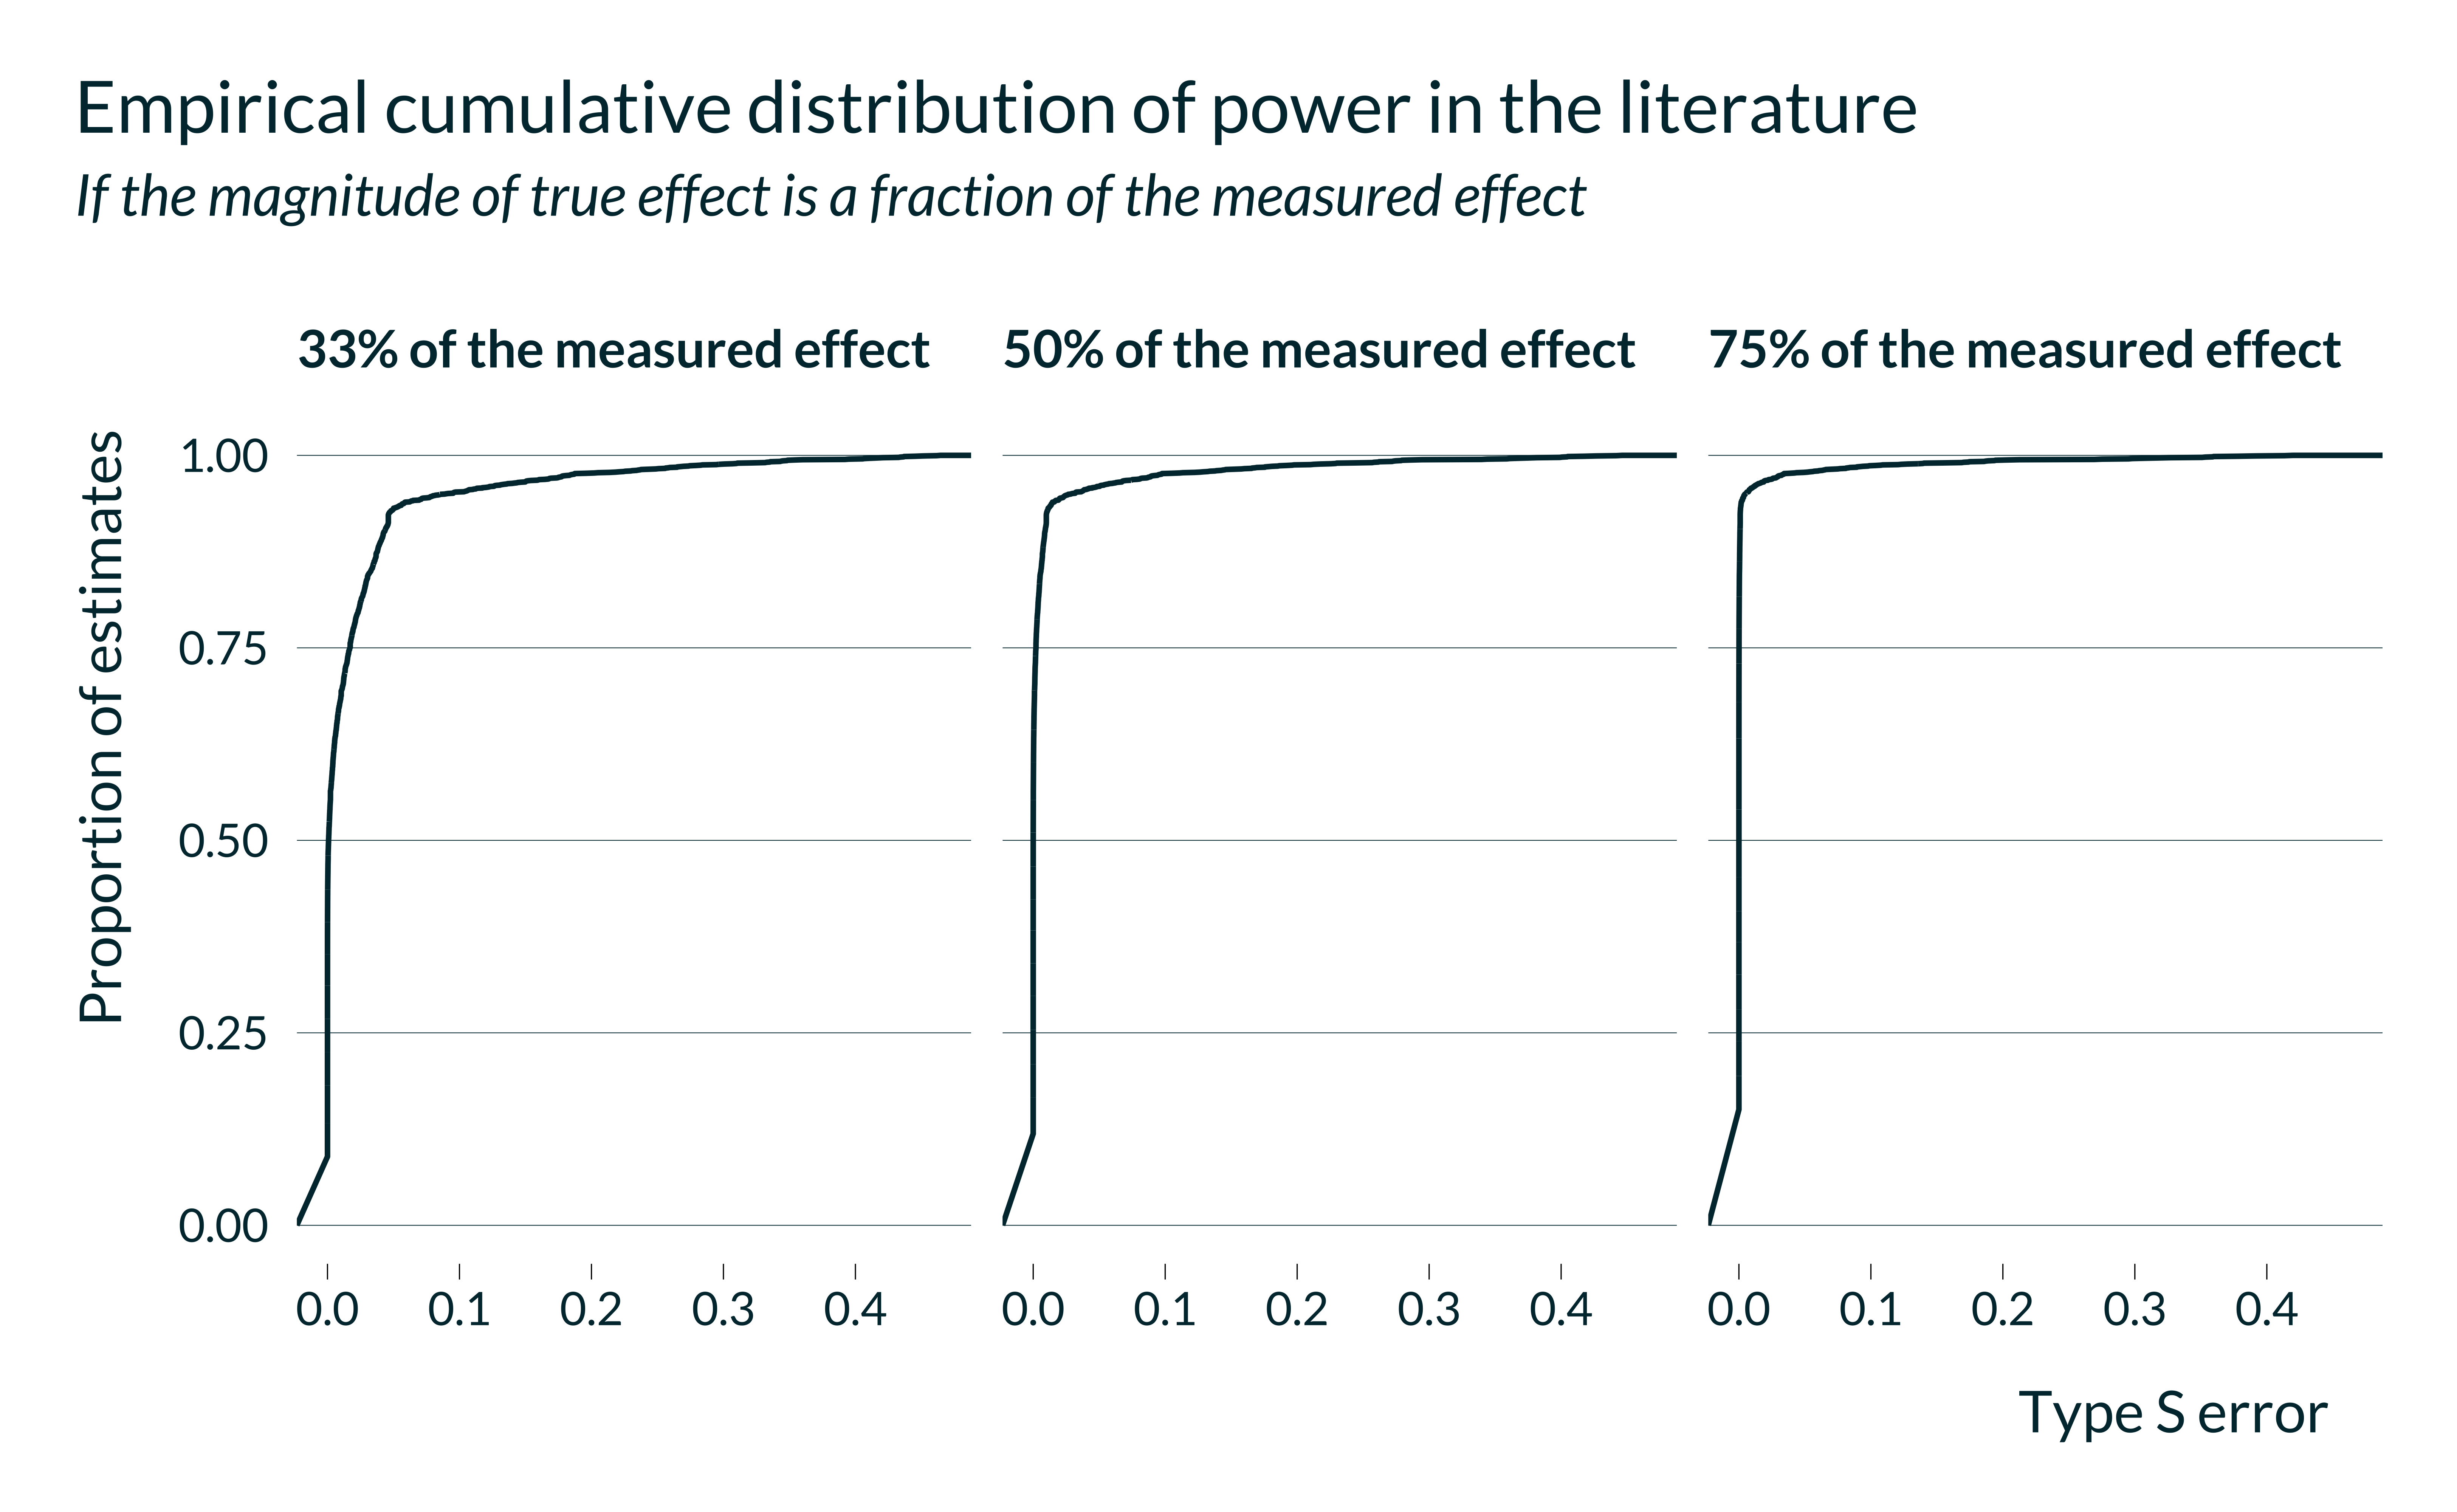 Empirical cumulative distribution of power in the literature
If the magnitude of true effect is a fraction of the measured effect
33% of the measured effect
50% of the measured effect
75% of the measured effect
Proportion of estimates
1.00
0.75
0.50
0.25
0.00
0.0 0.1 0.2 0.3 0.4
0.0 0.1 0.2 0.3 0.4
0.0 0.1 0.2 0.3 0.4
Type S error